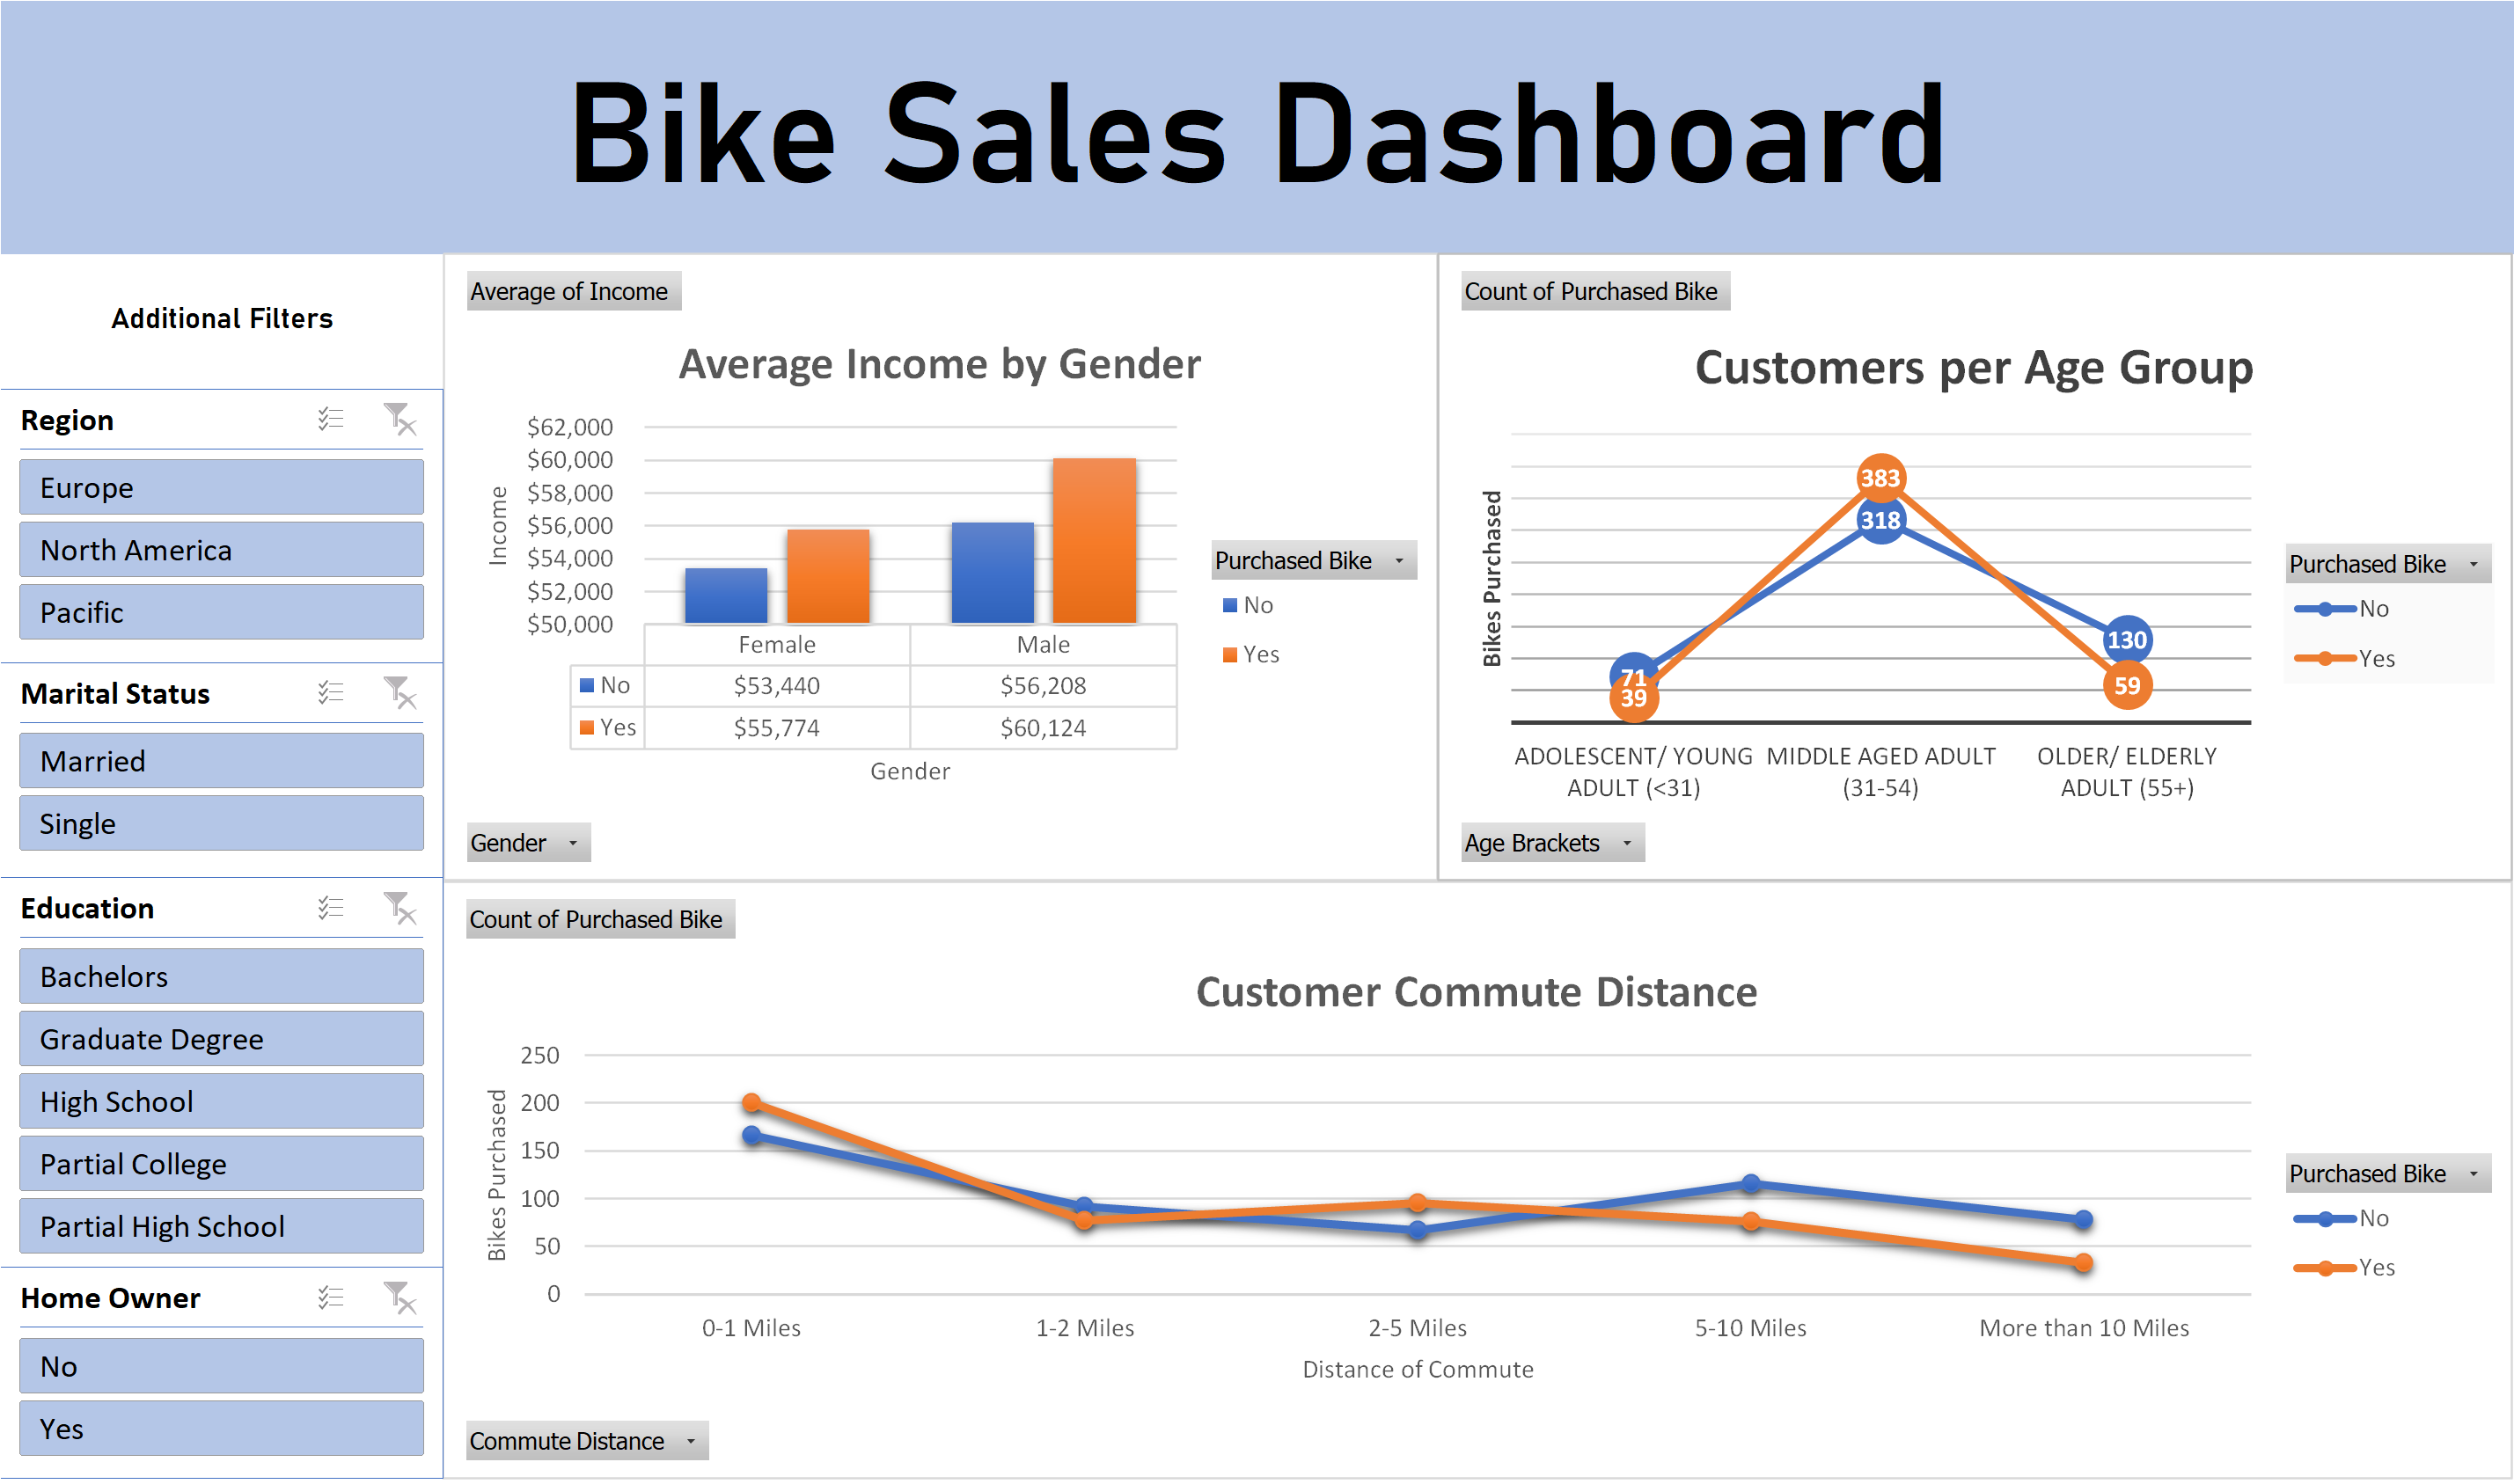 Bike Sales Dashboard
Additional Filters
Region
Europe
North America
Pacific
Marital Status
Married
Single
Education
Bachelors
Graduate Degree
High School
Partial College
Partial High School
Home Owner
No
Yes
Average of Income
Average Income by Gender
Income
$62,000
$60,000
$58,000
$56,000
$54,000
$52,000
$50,000
Female Male
No $53,440 $56,208
Yes $55,774 $60,124
Gender
Purchased Bike
No
Yes
Gender
Count of Purchased Bike
Customers per Age Group
Bikes Purchased
383
318
130
71
39
59
ADOLESCENT/ YOUNG ADULT (<31)
MIDDLE AGED ADULT (31-54)
OLDER/ ELDERLY ADULT (55+)
Purchased Bike
No
Yes
Age Brackets
Count of Purchased Bike
Customer Commute Distance
Bikes Purchased
250
200
150
100
50
0
0-1 Miles 1-2 Miles 2-5 Miles 5-10 Miles More than 10 Miles
Distance of Commute
Purchased Bike
No
Yes
Commute Distance